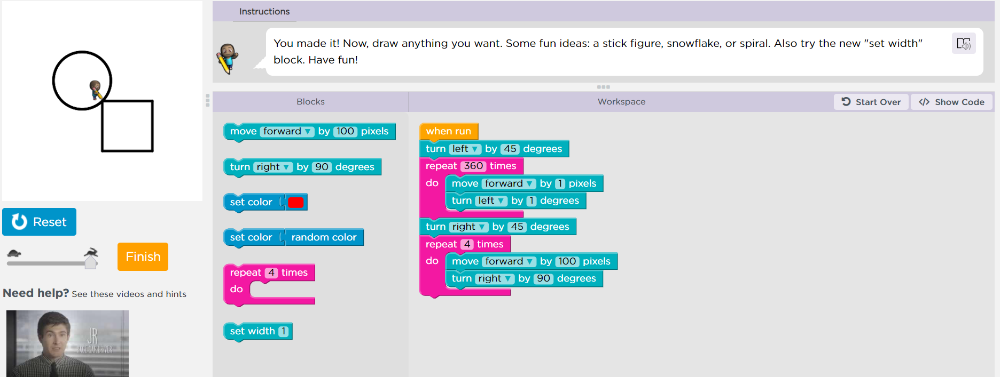 Instructions
You made it! Now, draw anything you want. Some fun ideas: a stick figure, snowflake, or spiral. Also try the new "set width"
block. Have fun!
Blocks
Workspace
Start Over
</> Show Code
move forward ▼ by 100 pixels
turn right ▼ by 90 degrees
set color
set color random color
repeat 4 times
do
set width 1
when run
turn left ▼ by 45 degrees
repeat 360 times
do move forward ▼ by 1 pixels
turn left ▼ by 1 degrees
turn right ▼ by 45 degrees
repeat 4 times
do move forward ▼ by 100 pixels
turn right ▼ by 90 degrees
Reset
Finish
Need help? See these videos and hints
JR
RACE CAR DRIVER